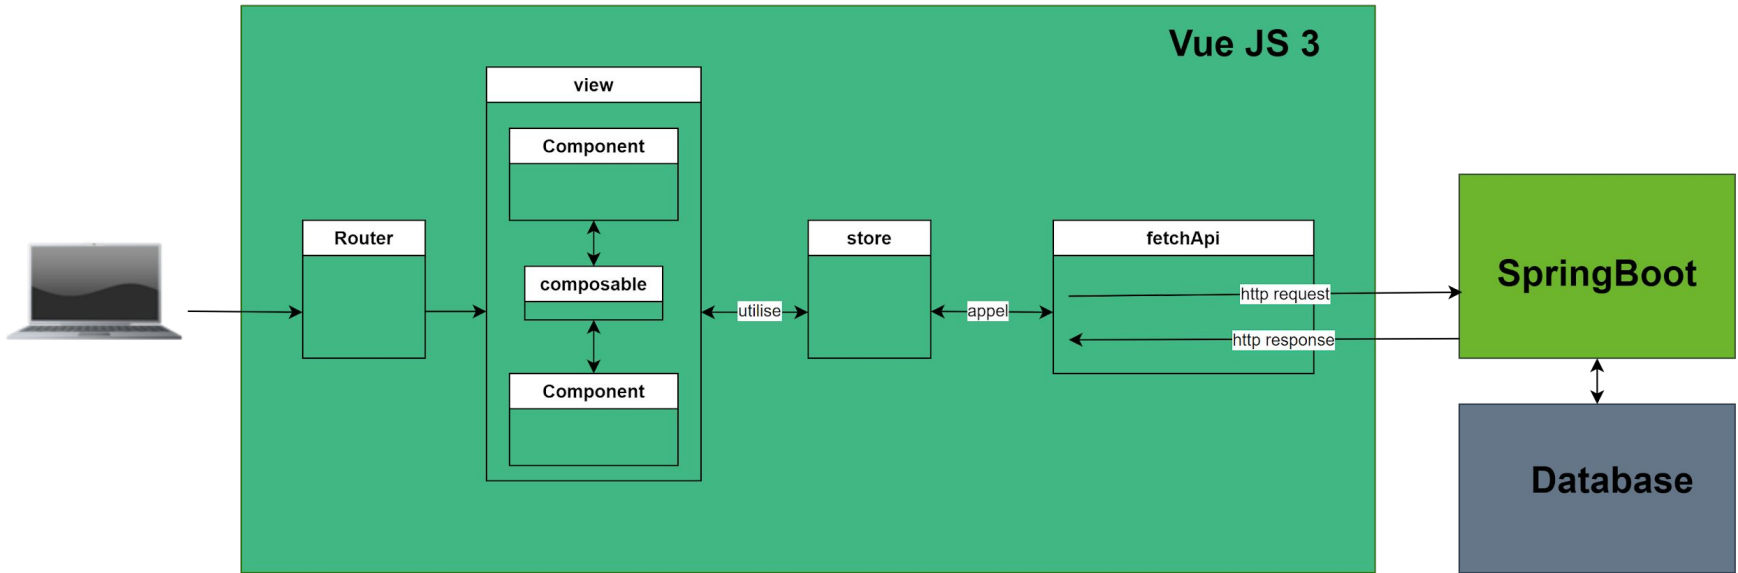 Vue JS 3
view
Component
Router
composable
Component
utilise
store
appel
fetchApi
http request
http response
SpringBoot
Database